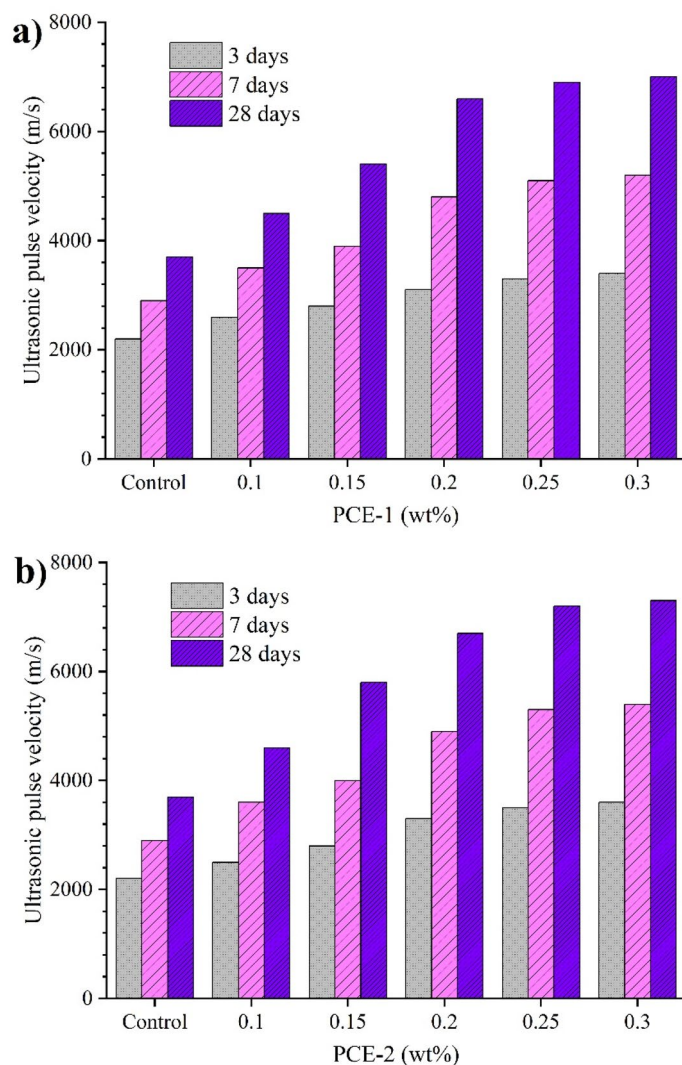 a)
8000
6000
4000
2000
0
Ultrasonic pulse velocity (m/s)
3 days
7 days
28 days
Control 0.1 0.15 0.2 0.25 0.3
PCE-1 (wt%)
b)
8000
6000
4000
2000
0
Ultrasonic pulse velocity (m/s)
3 days
7 days
28 days
Control 0.1 0.15 0.2 0.25 0.3
PCE-2 (wt%)